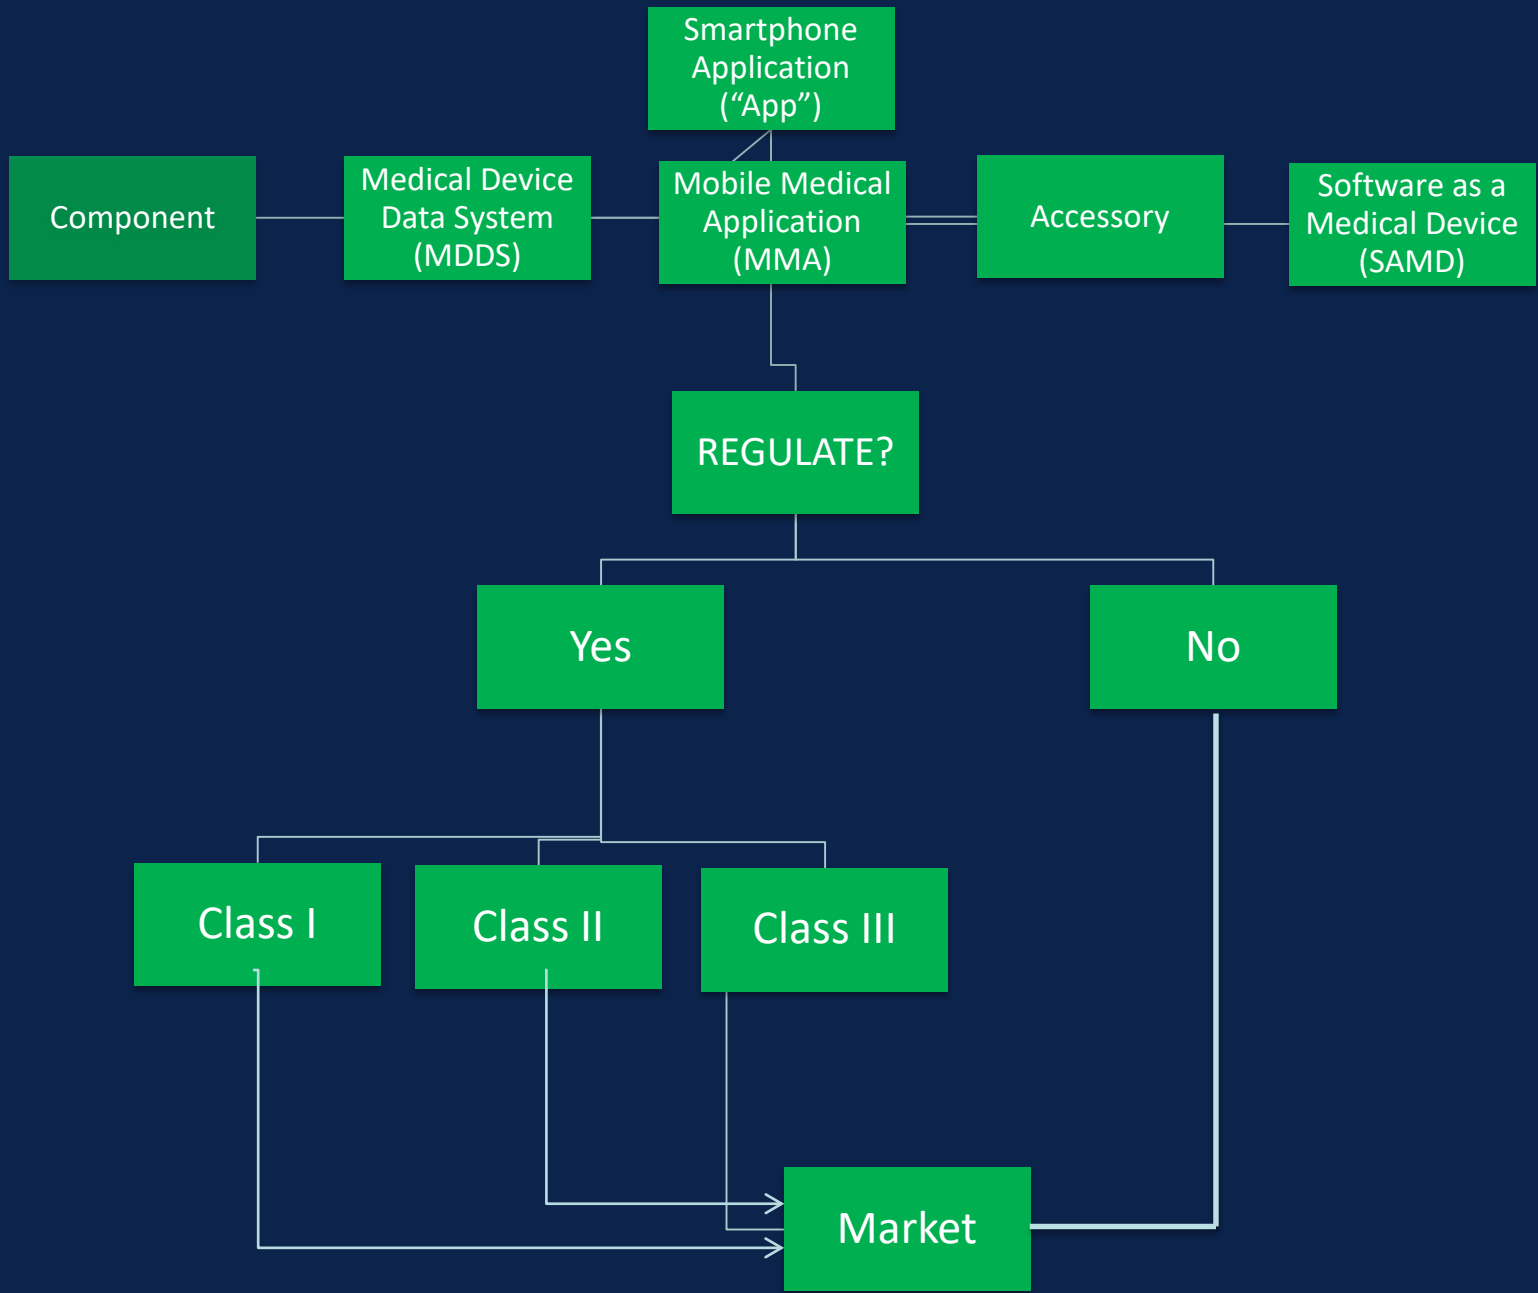 Smartphone
Application
(“App”)
Component
Medical Device
Data System
(MDDS)
Mobile Medical
Application
(MMA)
Accessory
Software as a
Medical Device
(SAMD)
REGULATE?
Yes
No
Class I
Class II
Class III
Market